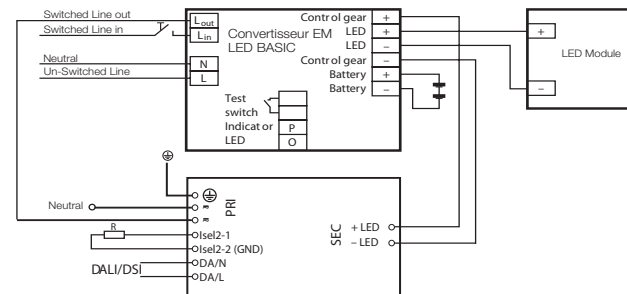 Switched Line out
Switched Line in
Neutral
Un-Switched Line
Lout
Lin
N
L
Convertisseur EM
LED BASIC
Control gear +
LED +
LED –
Control gear –
Battery +
Battery –
Test
switch
Indicator
LED
P
O
+
–
LED Module
Neutral
PRI
≂
≂
R
Isel2-1
Isel2-2 (GND)
DALI/DSI
DA/N
DA/L
SEC
+ LED
– LED